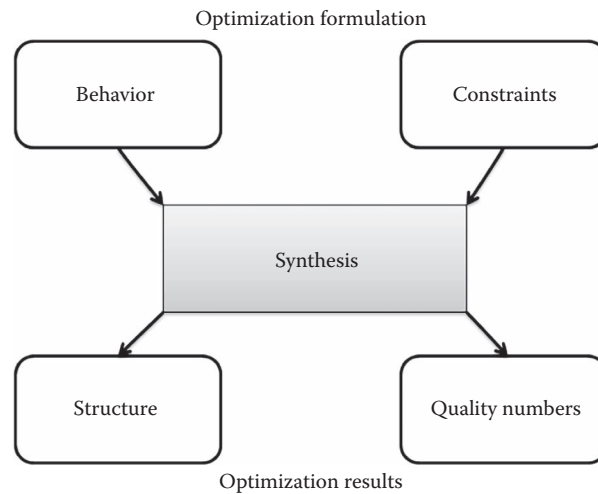 Optimization formulation
Behavior
Constraints
Synthesis
Structure
Quality numbers
Optimization results